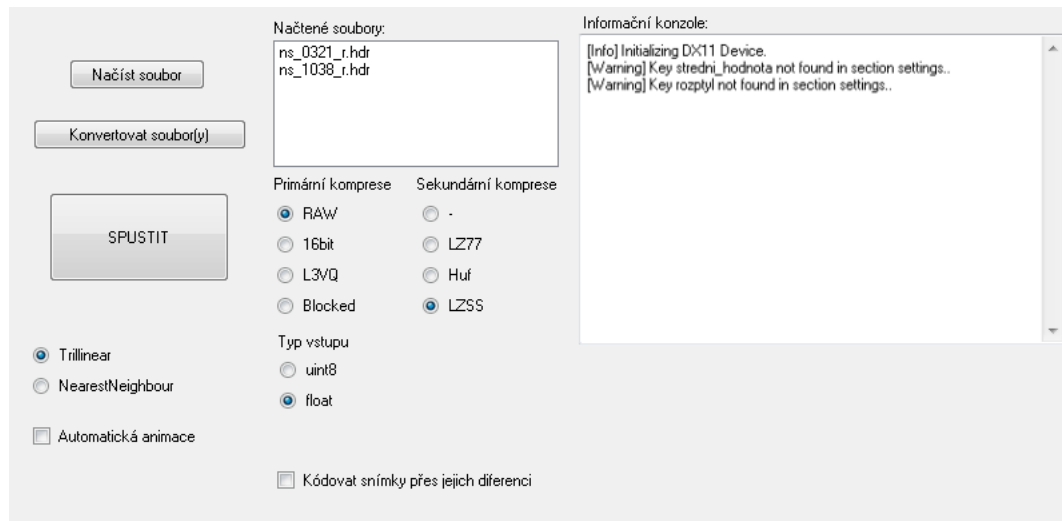 Načíst soubor
Konvertovat soubor(y)
SPUSTIT
Trillinear
NearestNeighbour
Automatická animace
Načtené soubory:
ns_0321_r.hdr
ns_1038_r.hdr
Primární komprese
RAW
16bit
L3VQ
Blocked
Sekundární komprese
-
LZ77
Huf
LZSS
Typ vstupu
uint8
float
Kódovat snímky přes jejich diferenci
Informační konzole:
[Info] Initializing DX11 Device.
[Warning] Key stredni_hodnota not found in section settings..
[Warning] Key rozptyl not found in section settings..